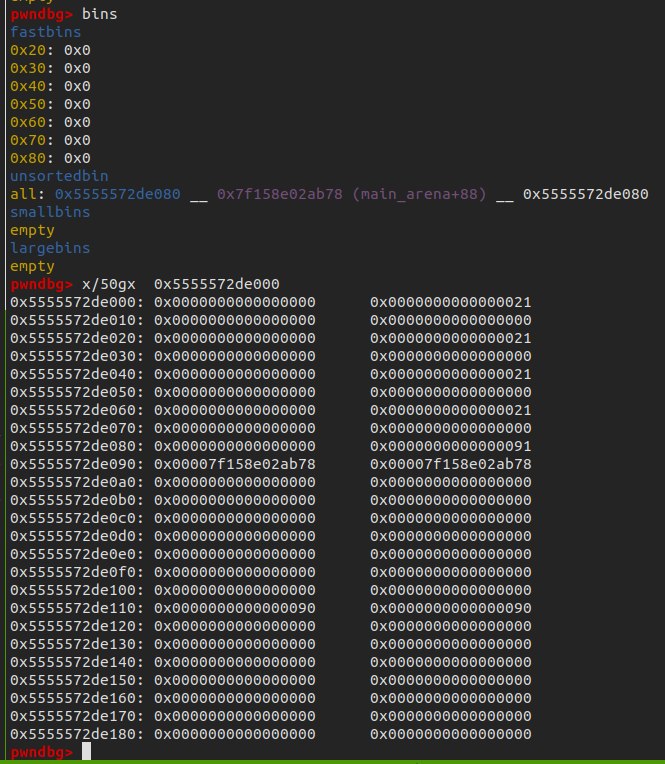 pwndbg> bins
fastbins
0x20: 0x0
0x30: 0x0
0x40: 0x0
0x50: 0x0
0x60: 0x0
0x70: 0x0
0x80: 0x0
unsortedbin
all: 0x5555572de080 __ 0x7f158e02ab78 (main_arena+88) __ 0x5555572de080
smallbins
empty
largebins
empty
pwndbg> x/50gx  0x5555572de000
0x5555572de000: 0x0000000000000000 0x0000000000000021
0x5555572de010: 0x0000000000000000 0x0000000000000000
0x5555572de020: 0x0000000000000000 0x0000000000000021
0x5555572de030: 0x0000000000000000 0x0000000000000000
0x5555572de040: 0x0000000000000000 0x0000000000000021
0x5555572de050: 0x0000000000000000 0x0000000000000000
0x5555572de060: 0x0000000000000000 0x0000000000000021
0x5555572de070: 0x0000000000000000 0x0000000000000000
0x5555572de080: 0x0000000000000000 0x0000000000000091
0x5555572de090: 0x00007f158e02ab78 0x00007f158e02ab78
0x5555572de0a0: 0x0000000000000000 0x0000000000000000
0x5555572de0b0: 0x0000000000000000 0x0000000000000000
0x5555572de0c0: 0x0000000000000000 0x0000000000000000
0x5555572de0d0: 0x0000000000000000 0x0000000000000000
0x5555572de0e0: 0x0000000000000000 0x0000000000000000
0x5555572de0f0: 0x0000000000000000 0x0000000000000000
0x5555572de100: 0x0000000000000000 0x0000000000000000
0x5555572de110: 0x0000000000000090 0x0000000000000090
0x5555572de120: 0x0000000000000000 0x0000000000000000
0x5555572de130: 0x0000000000000000 0x0000000000000000
0x5555572de140: 0x0000000000000000 0x0000000000000000
0x5555572de150: 0x0000000000000000 0x0000000000000000
0x5555572de160: 0x0000000000000000 0x0000000000000000
0x5555572de170: 0x0000000000000000 0x0000000000000000
0x5555572de180: 0x0000000000000000 0x0000000000000000
pwndbg>